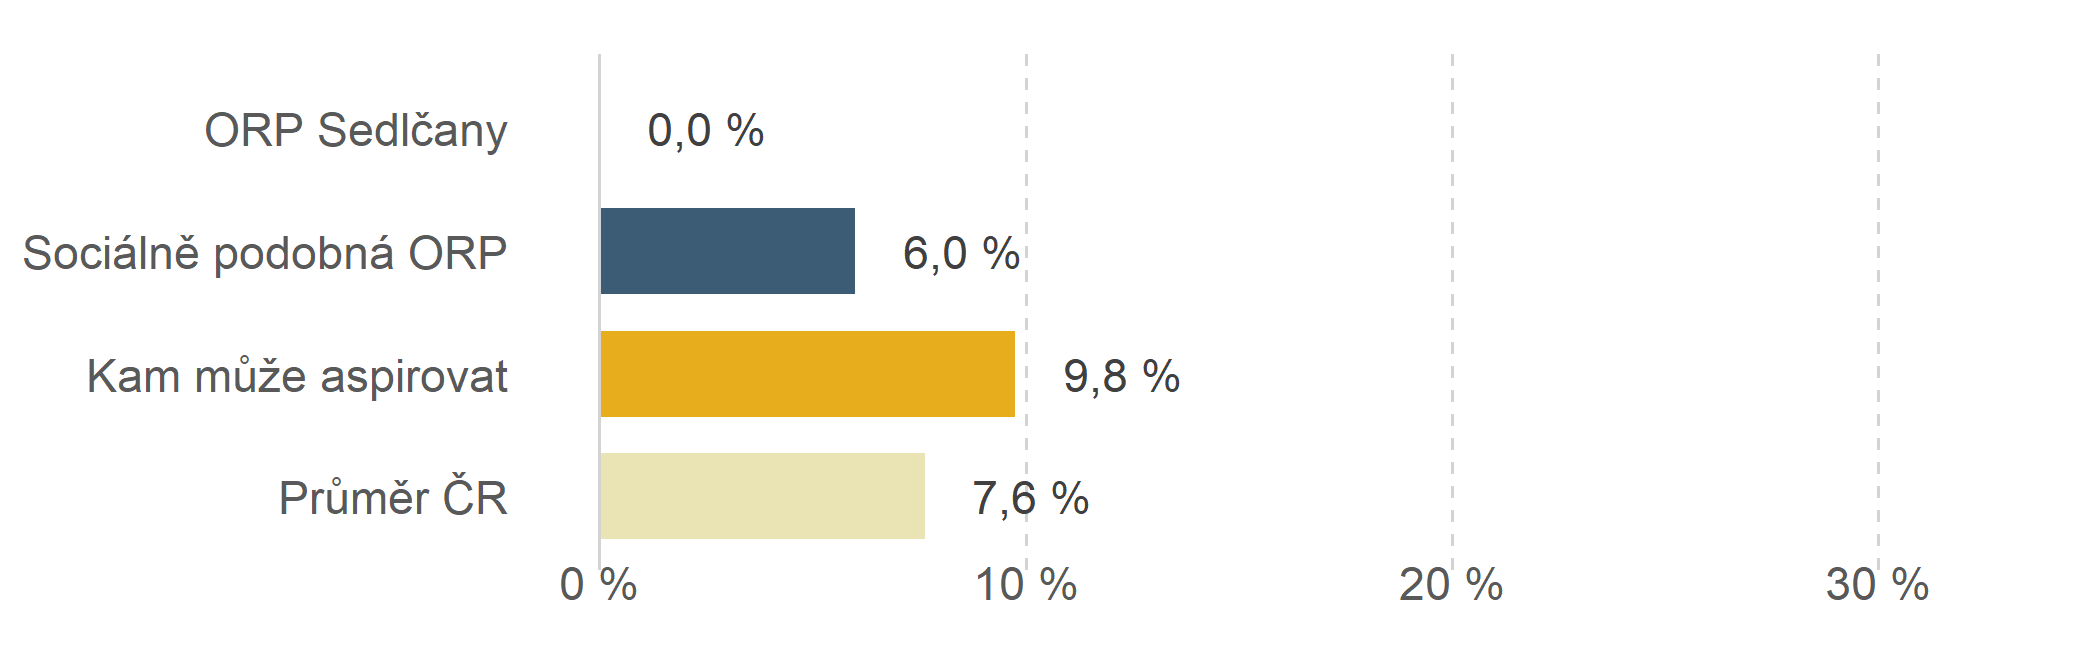 ORP Sedlčany
0,0 %
Sociálně podobná ORP
6,0 %
Kam může aspirovat
9,8 %
Průměr ČR
7,6 %
0 %
10 %
20 %
30 %